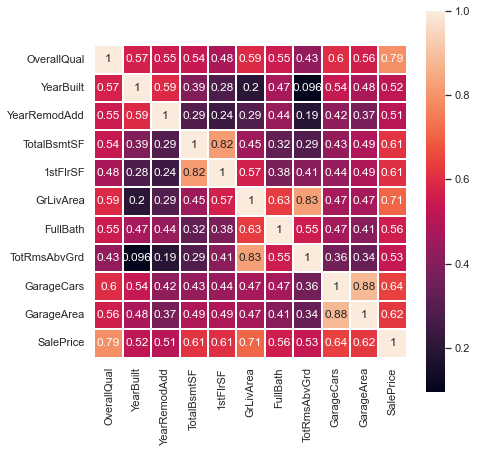 OverallQual 1 0.57 0.55 0.54 0.48 0.59 0.55 0.43 0.6 0.56 0.79
YearBuilt 0.57 1 0.59 0.39 0.28 0.2 0.47 0.096 0.54 0.48 0.52
YearRemodAdd 0.55 0.59 1 0.29 0.24 0.29 0.44 0.19 0.42 0.37 0.51
TotalBsmtSF 0.54 0.39 0.29 1 0.82 0.45 0.32 0.29 0.43 0.49 0.61
1stFlrSF 0.48 0.28 0.24 0.82 1 0.57 0.38 0.41 0.44 0.49 0.61
GrLivArea 0.59 0.2 0.29 0.45 0.57 1 0.63 0.83 0.47 0.47 0.71
FullBath 0.55 0.47 0.44 0.32 0.38 0.63 1 0.55 0.47 0.41 0.56
TotRmsAbvGrd 0.43 0.096 0.19 0.29 0.41 0.83 0.55 1 0.36 0.34 0.53
GarageCars 0.6 0.54 0.42 0.43 0.44 0.47 0.47 0.36 1 0.88 0.64
GarageArea 0.56 0.48 0.37 0.49 0.49 0.47 0.41 0.34 0.88 1 0.62
SalePrice 0.79 0.52 0.51 0.61 0.61 0.71 0.56 0.53 0.64 0.62 1
OverallQual
YearBuilt
YearRemodAdd
TotalBsmtSF
1stFlrSF
GrLivArea
FullBath
TotRmsAbvGrd
GarageCars
GarageArea
SalePrice
1.0
0.8
0.6
0.4
0.2